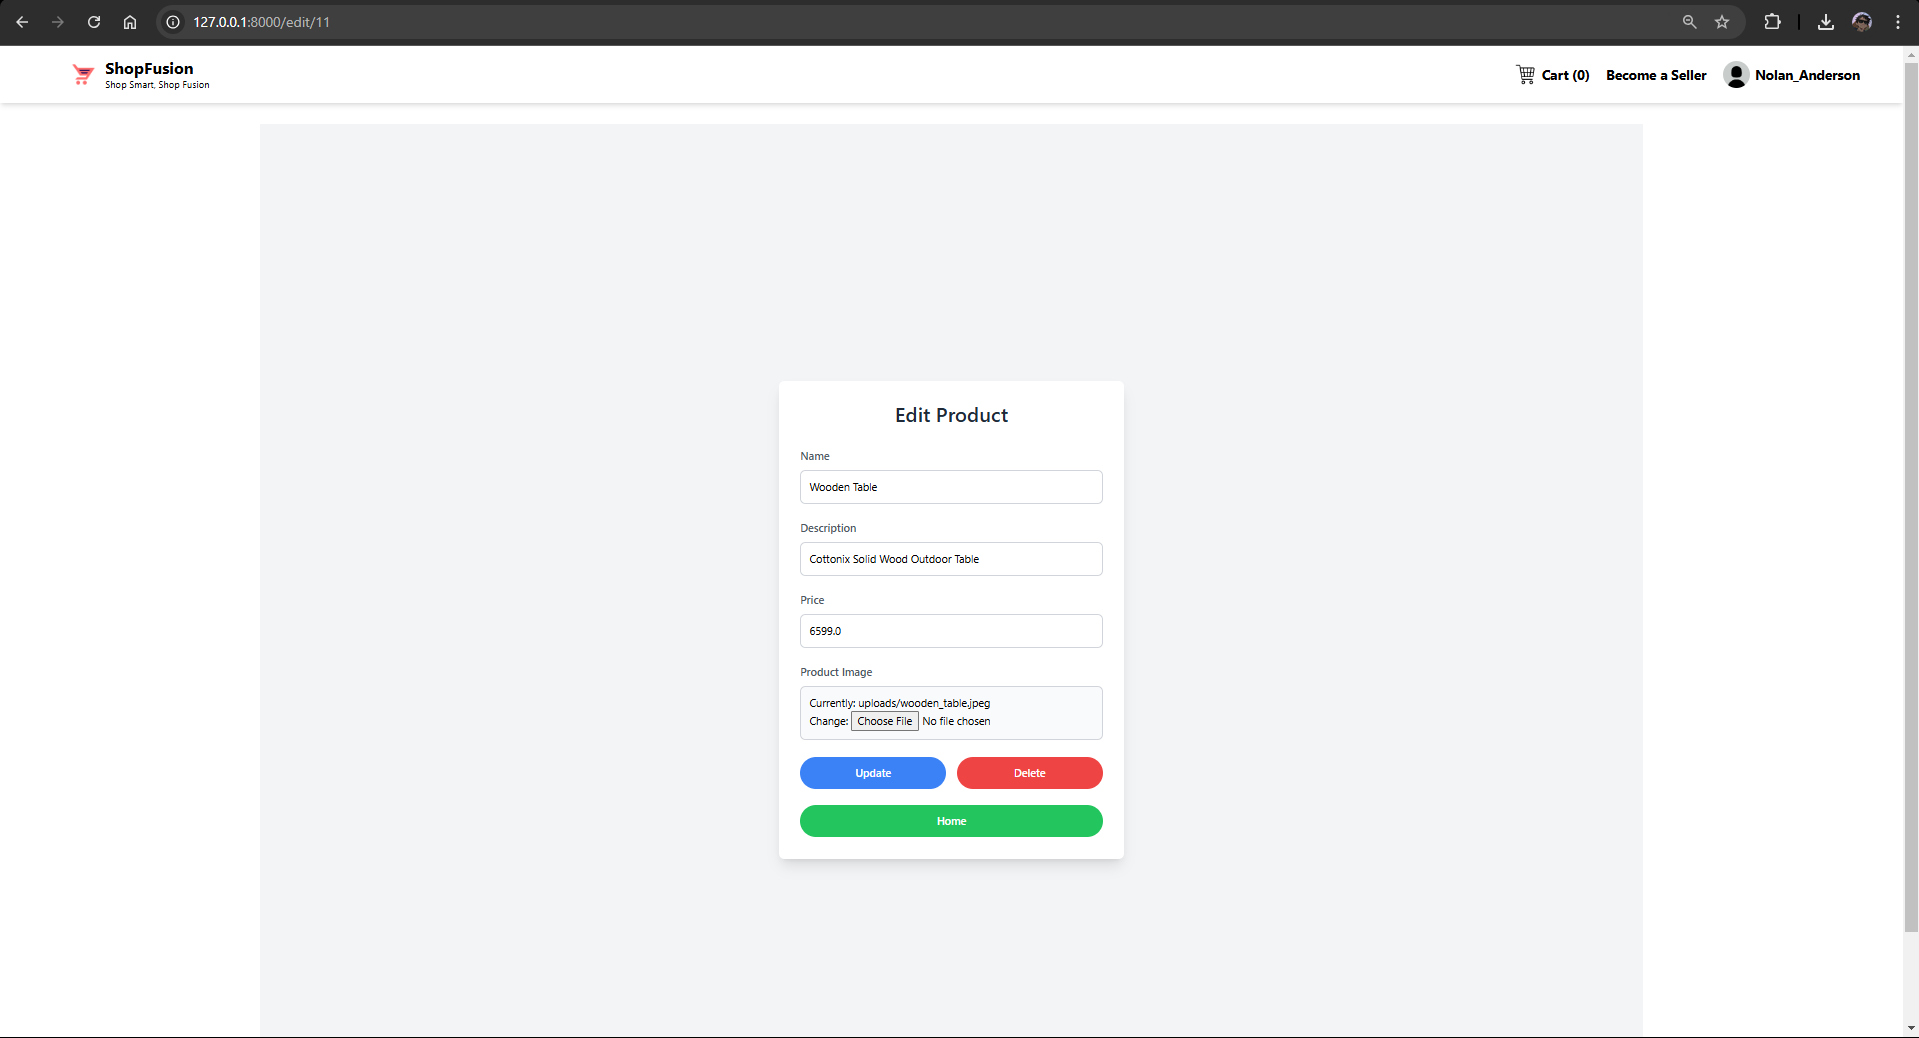 127.0.0.1:8000/edit/11
ShopFusion
Shop Smart, Shop Fusion
Cart (0)
Become a Seller
Nolan_Anderson
Edit Product
Name
Wooden Table
Description
Cottonix Solid Wood Outdoor Table
Price
6599.0
Product Image
Currently: uploads/wooden_table.jpeg
Change: Choose File No file chosen
Update
Delete
Home